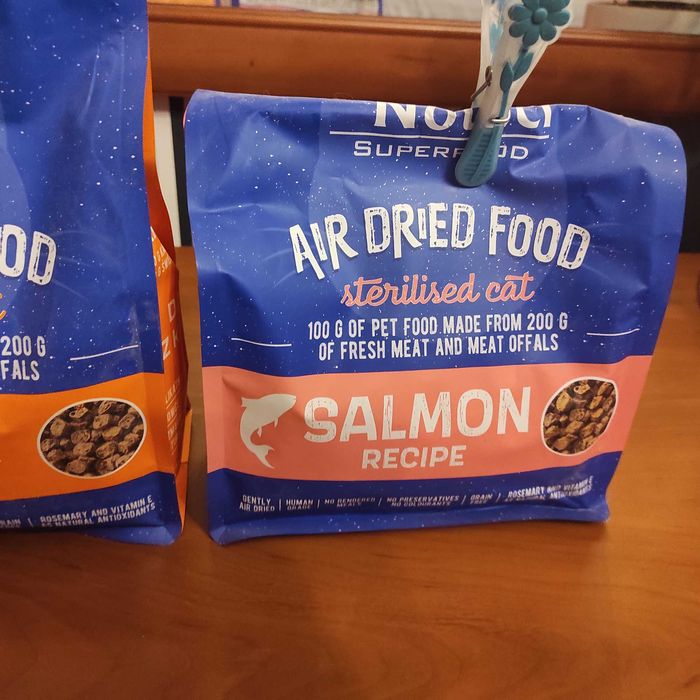 OOD
200 G
FALS
ROSEMARY AND VITAMIN E
AS NATURAL ANTIOXIDANTS
AIR DRIED FOOD
sterilised cat
100 G OF PET FOOD MADE FROM 200 G
OF FRESH MEAT AND MEAT OFFALS
SALMON
RECIPE
GENTLY AIR DRIED | HUMAN GRADE | NO RENDERED MEALS | NO PRESERVATIVES NO COLOURANTS | GRAIN FREE | ROSEMARY AND VITAMIN E AS NATURAL ANTIOXIDANTS